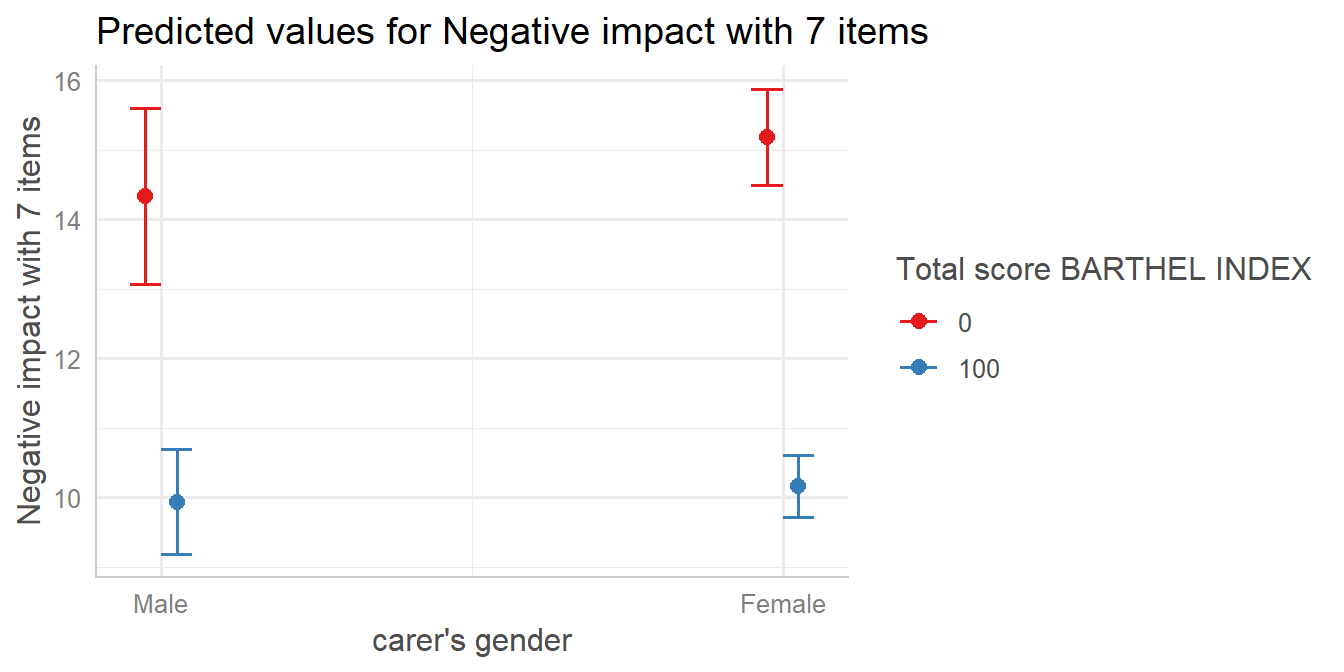 Predicted values for Negative impact with 7 items
Negative impact with 7 items
16
14
12
10
Male
Female
carer's gender
Total score BARTHEL INDEX
0
100